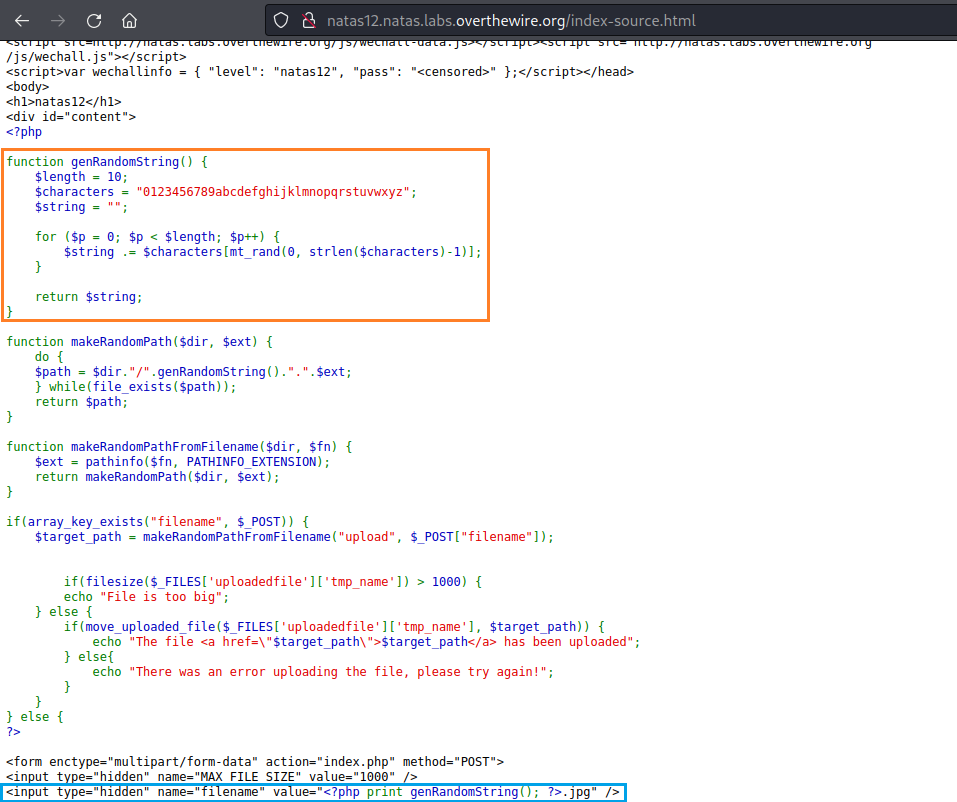 natas12.natas.labs.overthewire.org/index-source.html
<script src=http://natas.labs.overthewire.org/js/wechall-data.js></script><script src="http://natas.labs.overthewire.org
/js/wechall.js"></script>
<script>var wechallinfo = { "level": "natas12", "pass": "<censored>" };</script></head>
<body>
<h1>natas12</h1>
<div id="content">
<?php
function genRandomString() {
    $length = 10;
    $characters = "0123456789abcdefghijklmnopqrstuvwxyz";
    $string = "";
    for ($p = 0; $p < $length; $p++) {
        $string .= $characters[mt_rand(0, strlen($characters)-1)];
    }
    return $string;
}
function makeRandomPath($dir, $ext) {
    do {
    $path = $dir."/".genRandomString().".".$ext;
    } while(file_exists($path));
    return $path;
}
function makeRandomPathFromFilename($dir, $fn) {
    $ext = pathinfo($fn, PATHINFO_EXTENSION);
    return makeRandomPath($dir, $ext);
}
if(array_key_exists("filename", $_POST)) {
    $target_path = makeRandomPathFromFilename("upload", $_POST["filename"]);
        if(filesize($_FILES['uploadedfile']['tmp_name']) > 1000) {
        echo "File is too big";
    } else {
        if(move_uploaded_file($_FILES['uploadedfile']['tmp_name'], $target_path)) {
            echo "The file <a href=\"$target_path\">$target_path</a> has been uploaded";
        } else{
            echo "There was an error uploading the file, please try again!";
        }
    }
} else {
?>
<form enctype="multipart/form-data" action="index.php" method="POST">
<input type="hidden" name="MAX_FILE_SIZE" value="1000" />
<input type="hidden" name="filename" value="<?php print genRandomString(); ?>.jpg" />